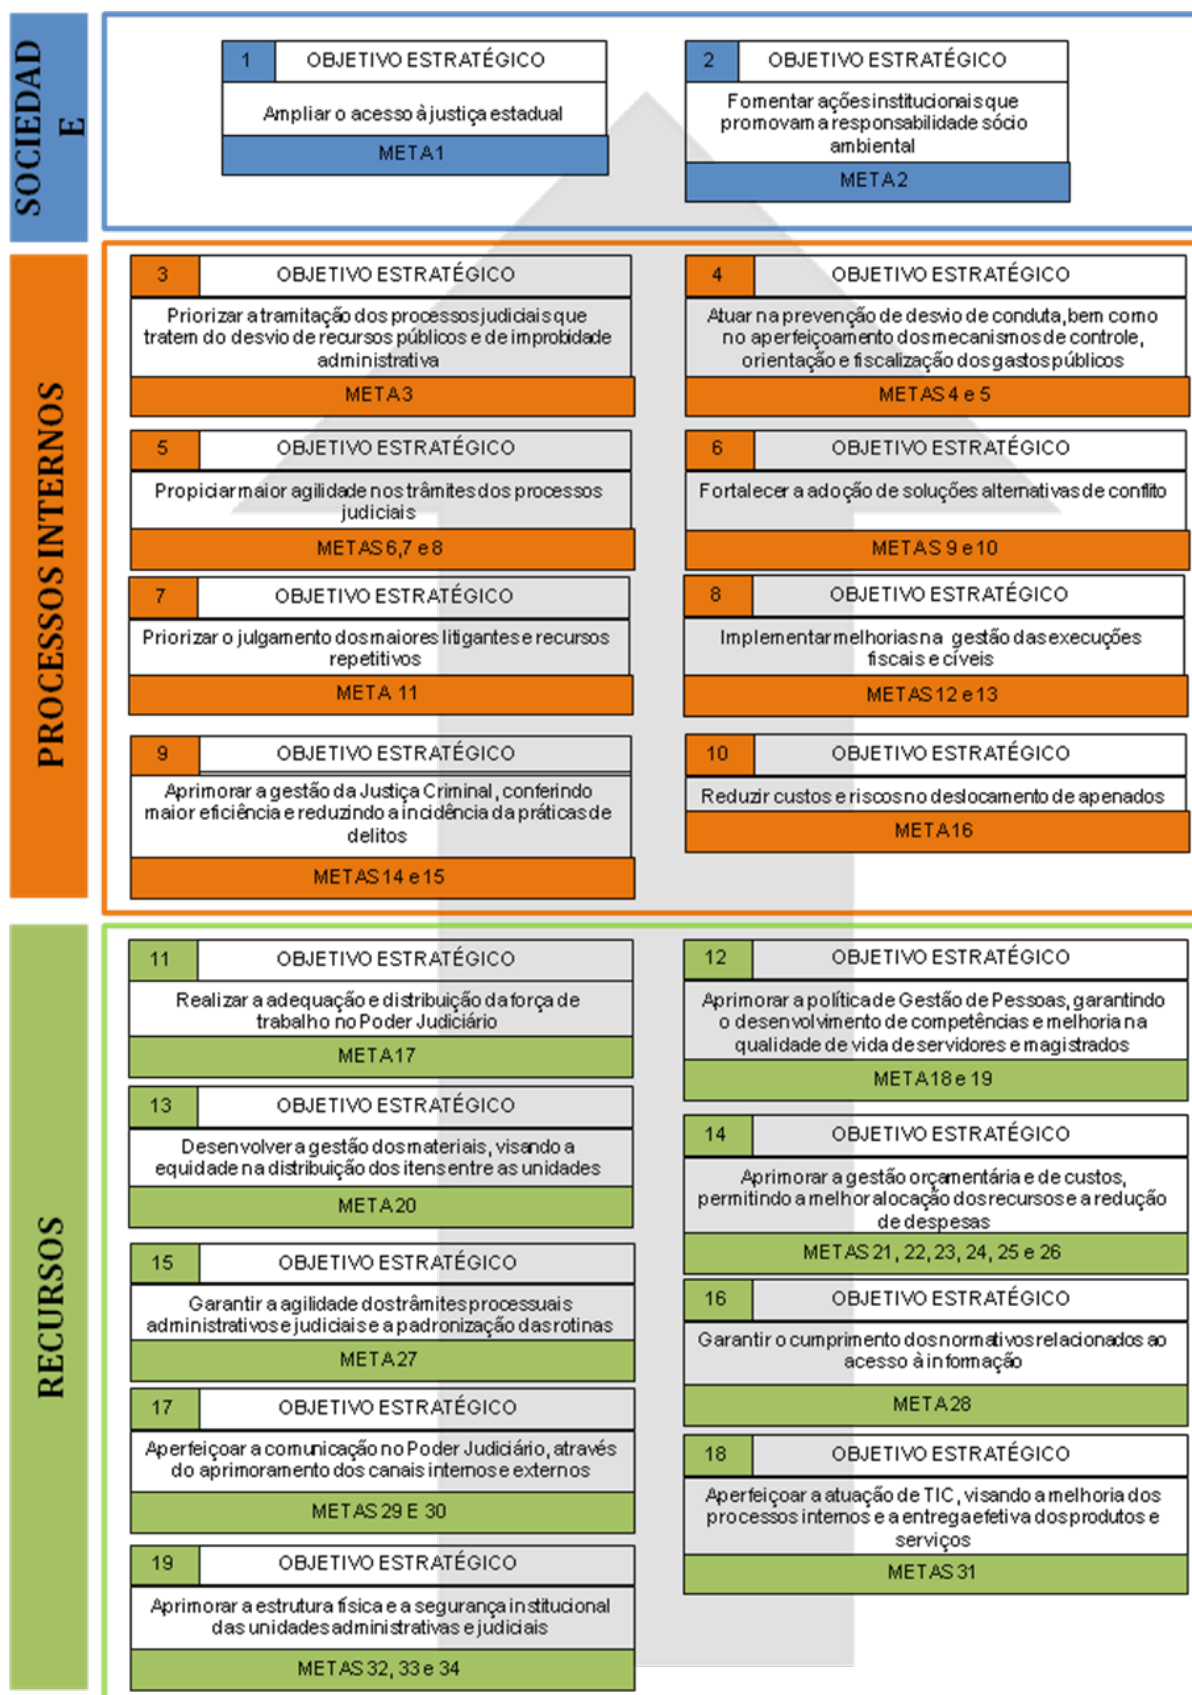 SOCIEDAD
E
1
OBJETIVO ESTRATÉGICO
Ampliar o acesso à justiça estadual
META 1
2
OBJETIVO ESTRATÉGICO
Fomentar ações institucionais que
promovam a responsabilidade sócio
ambiental
META 2
PROCESSOS INTERNOS
3
OBJETIVO ESTRATÉGICO
Priorizar a tramitação dos processos judiciais que
tratem do desvio de recursos públicos e de improbidade
administrativa
META 3
4
OBJETIVO ESTRATÉGICO
Atuar na prevenção de desvio de conduta, bem como
no aperfeiçoamento dos mecanismos de controle,
orientação e fiscalização dos gastos públicos
METAS 4 e 5
5
OBJETIVO ESTRATÉGICO
Propiciar maior agilidade nos trâmites dos processos
judiciais
METAS 6,7 e 8
6
OBJETIVO ESTRATÉGICO
Fortalecer a adoção de soluções alternativas de conflito
METAS 9 e 10
7
OBJETIVO ESTRATÉGICO
Priorizar o julgamento dos maiores litigantes e recursos
repetitivos
META 11
8
OBJETIVO ESTRATÉGICO
Implementar melhorias na gestão das execuções
fiscais e cíveis
METAS 12 e 13
9
OBJETIVO ESTRATÉGICO
Aprimorar a gestão da Justiça Criminal, conferindo
maior eficiência e reduzindo a incidência da práticas de
delitos
METAS 14 e 15
10
OBJETIVO ESTRATÉGICO
Reduzir custos e riscos no deslocamento de apenados
META 16
RECURSOS
11
OBJETIVO ESTRATÉGICO
Realizar a adequação e distribuição da força de
trabalho no Poder Judiciário
META 17
12
OBJETIVO ESTRATÉGICO
Aprimorar a política de Gestão de Pessoas, garantindo
o desenvolvimento de competências e melhoria na
qualidade de vida de servidores e magistrados
META 18 e 19
13
OBJETIVO ESTRATÉGICO
Desenvolver a gestão dos materiais, visando a
equidade na distribuição dos itens entre as unidades
META 20
14
OBJETIVO ESTRATÉGICO
Aprimorar a gestão orçamentária e de custos,
permitindo a melhor alocação dos recursos e a redução
de despesas
METAS 21, 22, 23, 24, 25 e 26
15
OBJETIVO ESTRATÉGICO
Garantir a agilidade dos trâmites processuais
administrativos e judiciais e a padronização das rotinas
META 27
16
OBJETIVO ESTRATÉGICO
Garantir o cumprimento dos normativos relacionados ao
acesso à informação
META 28
17
OBJETIVO ESTRATÉGICO
Aperfeiçoar a comunicação no Poder Judiciário, através
do aprimoramento dos canais internos e externos
METAS 29 E 30
18
OBJETIVO ESTRATÉGICO
Aperfeiçoar a atuação de TIC, visando a melhoria dos
processos internos e a entrega efetiva dos produtos e
serviços
METAS 31
19
OBJETIVO ESTRATÉGICO
Aprimorar a estrutura física e a segurança institucional
das unidades administrativas e judiciais
METAS 32, 33 e 34